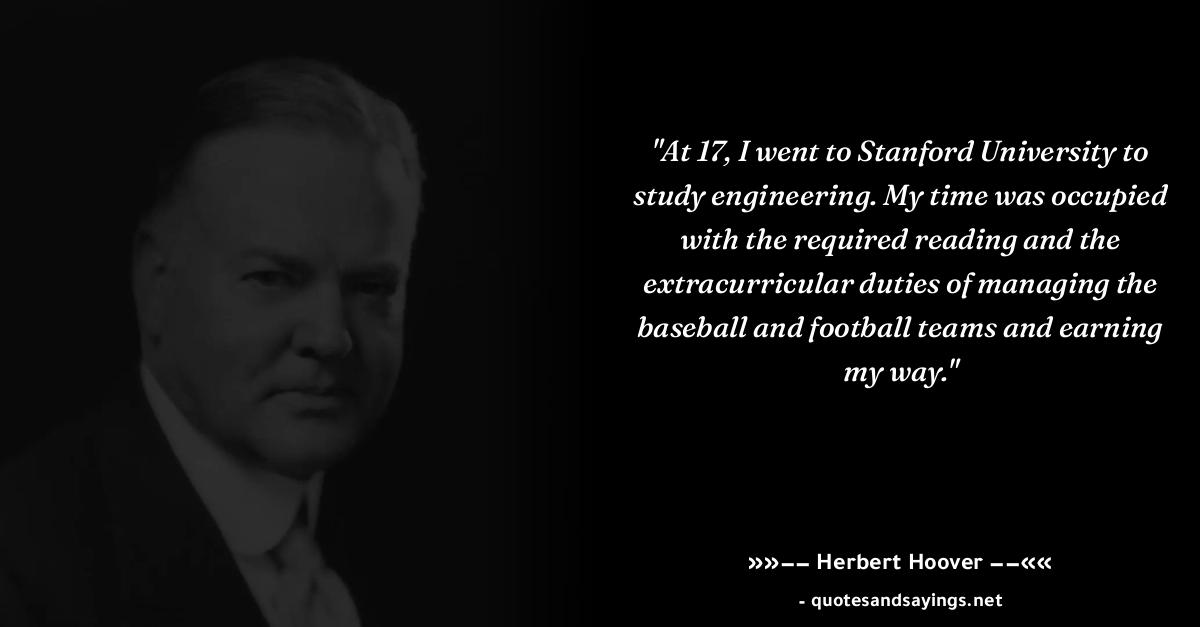 "At 17, I went to Stanford University to
study engineering. My time was occupied
with the required reading and the
extracurricular duties of managing the
baseball and football teams and earning
my way."
»»−− Herbert Hoover −−««
- quotesandsayings.net